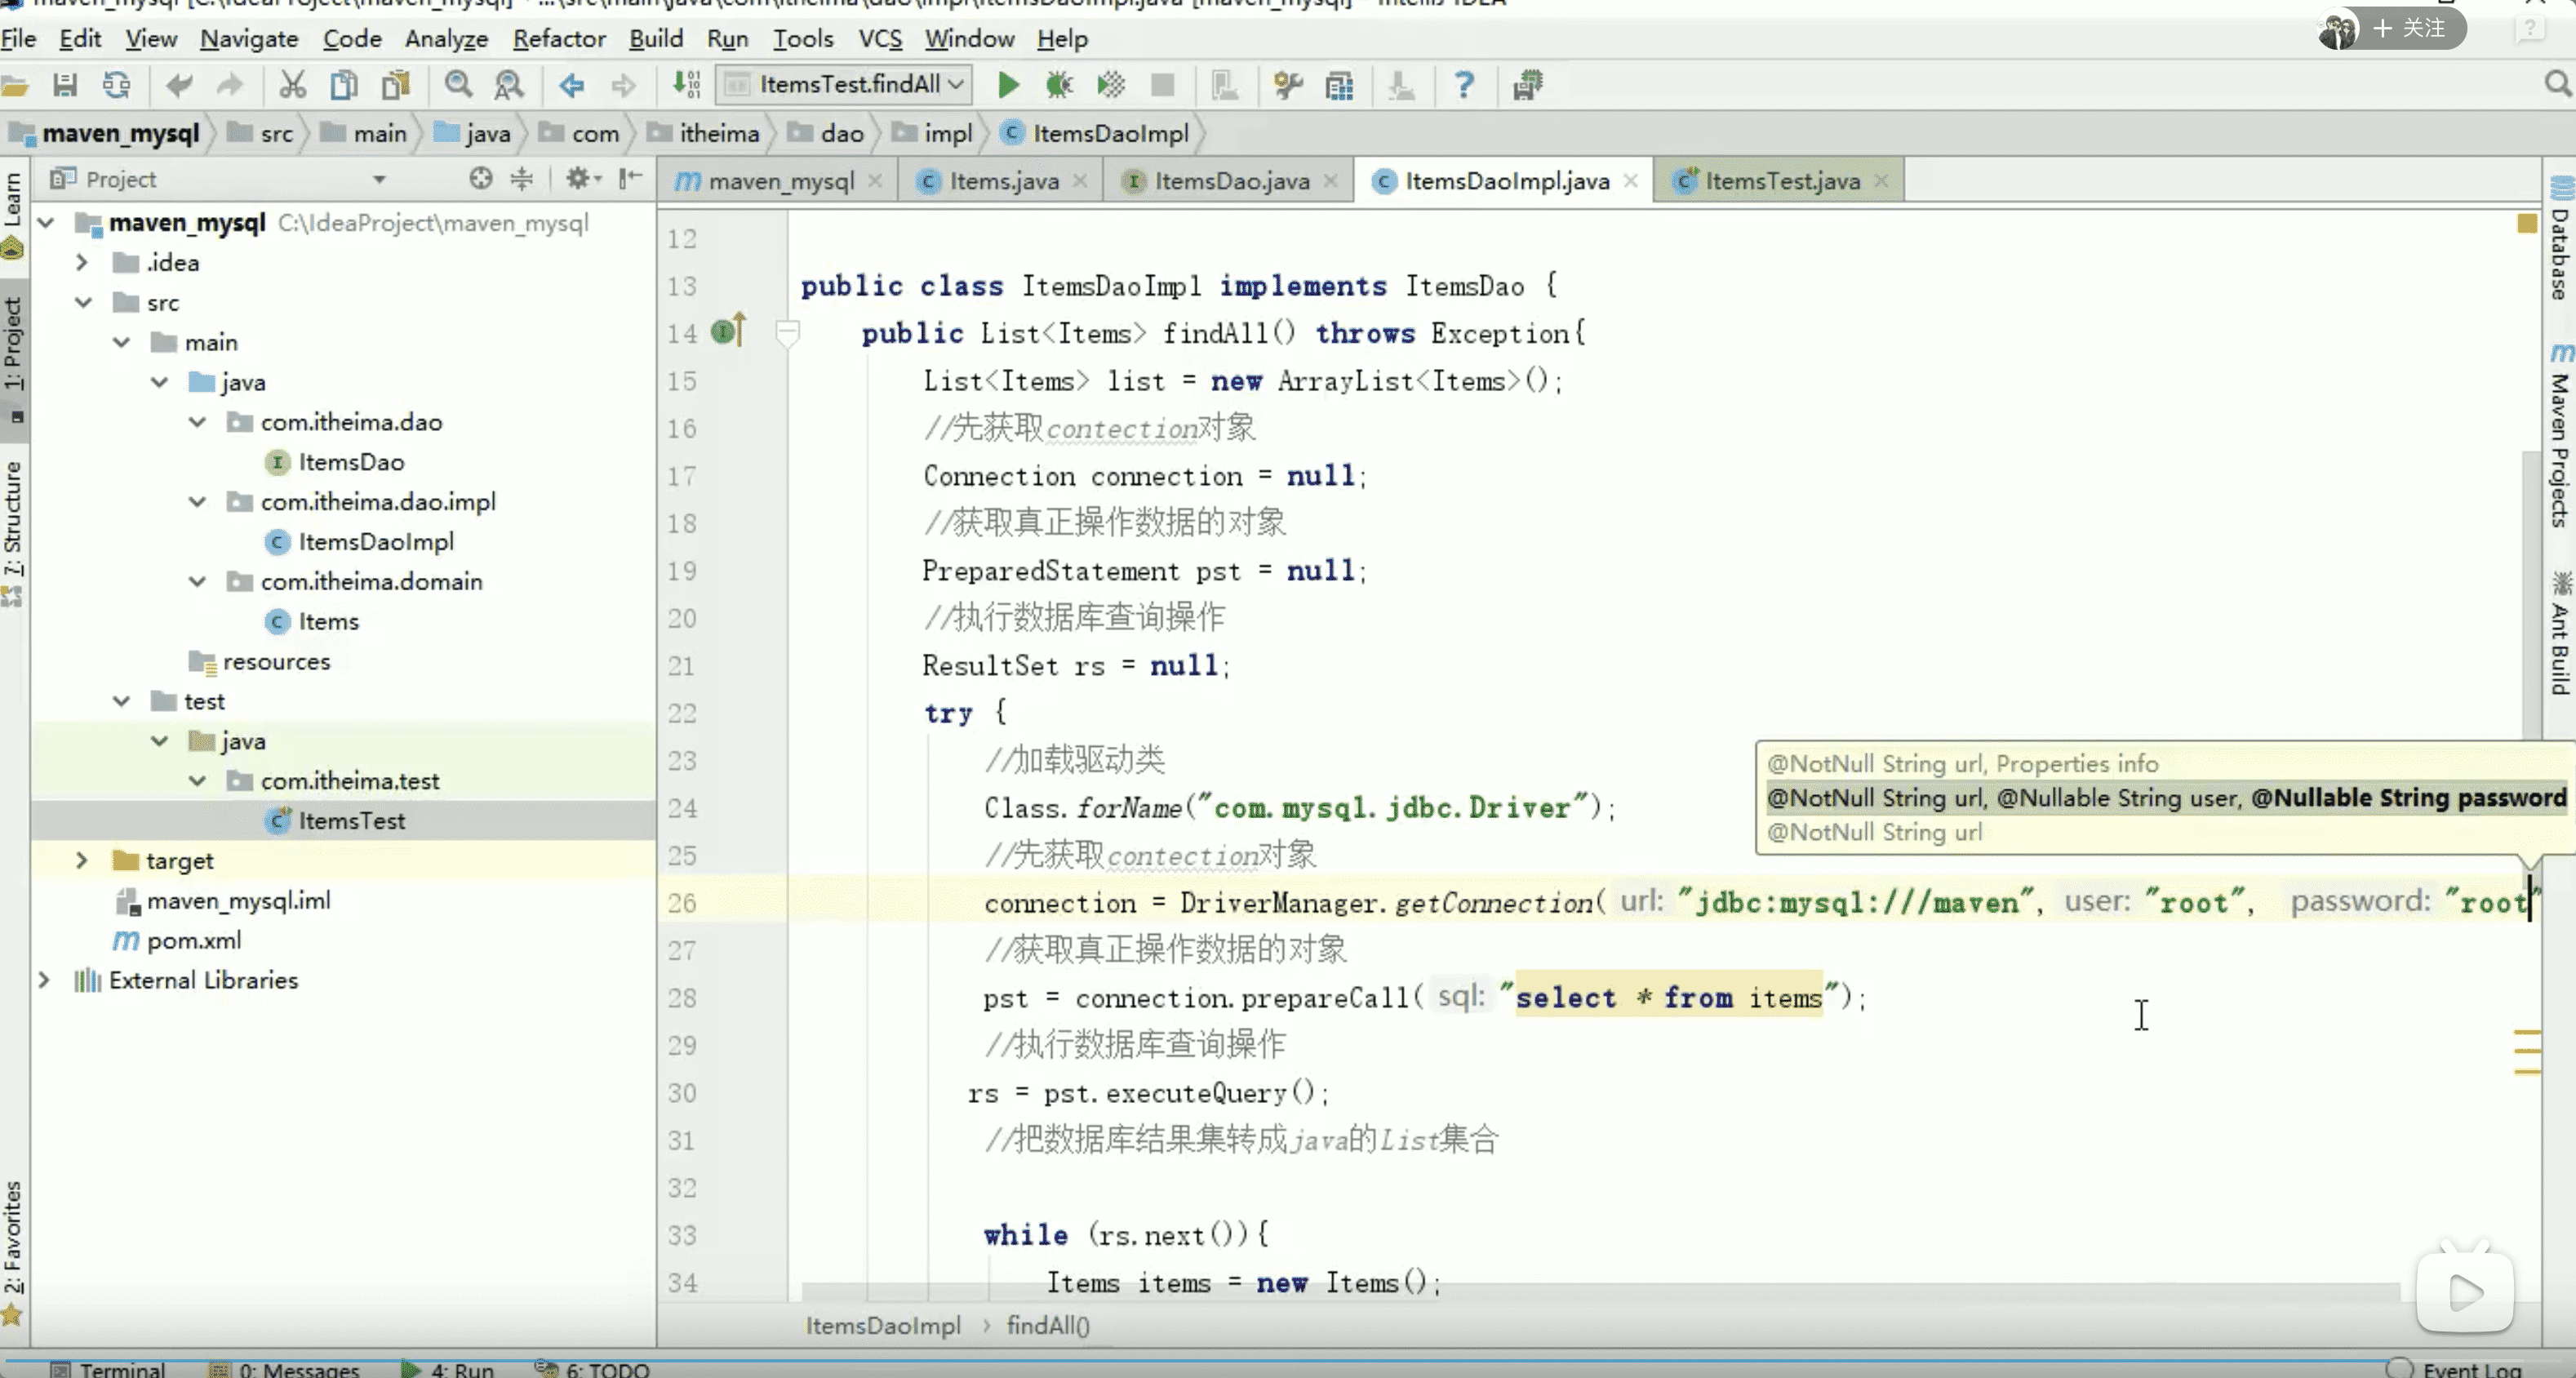 maven_mysql [C:\IdeaProject\maven_mysql] - ...\src\main\java\com\itheima\dao\impl\ItemsDaoImpl.java [maven_mysql] - IntelliJ IDEA
File Edit View Navigate Code Analyze Refactor Build Run Tools VCS Window Help
+ 关注
ItemsTest.findAll
maven_mysql src main java com itheima dao impl ItemsDaoImpl
Project
maven_mysql Items.java ItemsDao.java ItemsDaoImpl.java ItemsTest.java
Learn
1: Project
7: Structure
2: Favorites
maven_mysql C:\IdeaProject\maven_mysql
.idea
src
main
java
com.itheima.dao
ItemsDao
com.itheima.dao.impl
ItemsDaoImpl
com.itheima.domain
Items
resources
test
java
com.itheima.test
ItemsTest
target
maven_mysql.iml
pom.xml
External Libraries
12
13 public class ItemsDaoImpl implements ItemsDao {
14 public List<Items> findAll() throws Exception{
15 List<Items> list = new ArrayList<Items>();
16 //先获取contection对象
17 Connection connection = null;
18 //获取真正操作数据的对象
19 PreparedStatement pst = null;
20 //执行数据库查询操作
21 ResultSet rs = null;
22 try {
23 //加载驱动类
24 Class.forName("com.mysql.jdbc.Driver");
25 //先获取contection对象
26 connection = DriverManager.getConnection( url: "jdbc:mysql:///maven", user: "root", password: "root"
27 //获取真正操作数据的对象
28 pst = connection.prepareCall( sql: "select * from items");
29 //执行数据库查询操作
30 rs = pst.executeQuery();
31 //把数据库结果集转成java的List集合
32
33 while (rs.next()){
34 Items items = new Items();
@NotNull String url, Properties info
@NotNull String url, @Nullable String user, @Nullable String password
@NotNull String url
ItemsDaoImpl › findAll()
Database
Maven Projects
Ant Build
Terminal 0: Messages 4: Run 6: TODO Event Log